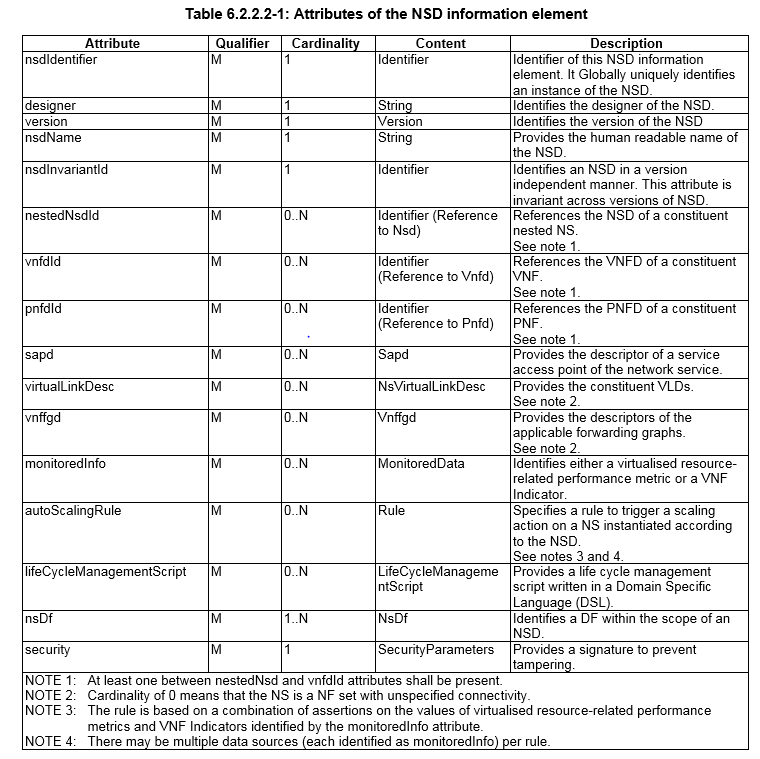 Table 6.2.2.2-1: Attributes of the NSD information element
Attribute Qualifier Cardinality Content Description
nsdIdentifier M 1 Identifier Identifier of this NSD information
element. It Globally uniquely identifies
an instance of the NSD.
designer M 1 String Identifies the designer of the NSD.
version M 1 Version Identifies the version of the NSD
nsdName M 1 String Provides the human readable name of
the NSD.
nsdInvariantId M 1 Identifier Identifies an NSD in a version
independent manner. This attribute is
invariant across versions of NSD.
nestedNsdId M 0..N Identifier (Reference References the NSD of a constituent
to Nsd) nested NS.
See note 1.
vnfdId M 0..N Identifier References the VNFD of a constituent
(Reference to Vnfd) VNF.
See note 1.
pnfdId M 0..N Identifier References the PNFD of a constituent
(Reference to Pnfd) PNF.
See note 1.
sapd M 0..N Sapd Provides the descriptor of a service
access point of the network service.
virtualLinkDesc M 0..N NsVirtualLinkDesc Provides the constituent VLDs.
See note 2.
vnffgd M 0..N Vnffgd Provides the descriptors of the
applicable forwarding graphs.
See note 2.
monitoredInfo M 0..N MonitoredData Identifies either a virtualised resource-
related performance metric or a VNF
Indicator.
autoScalingRule M 0..N Rule Specifies a rule to trigger a scaling
action on a NS instantiated according
to the NSD.
See notes 3 and 4.
lifeCycleManagementScript M 0..N LifeCycleManageme Provides a life cycle management
ntScript script written in a Domain Specific
Language (DSL).
nsDf M 1..N NsDf Identifies a DF within the scope of an
NSD.
security M 1 SecurityParameters Provides a signature to prevent
tampering.
NOTE 1: At least one between nestedNsd and vnfdId attributes shall be present.
NOTE 2: Cardinality of 0 means that the NS is a NF set with unspecified connectivity.
NOTE 3: The rule is based on a combination of assertions on the values of virtualised resource-related performance
metrics and VNF Indicators identified by the monitoredInfo attribute.
NOTE 4: There may be multiple data sources (each identified as monitoredInfo) per rule.